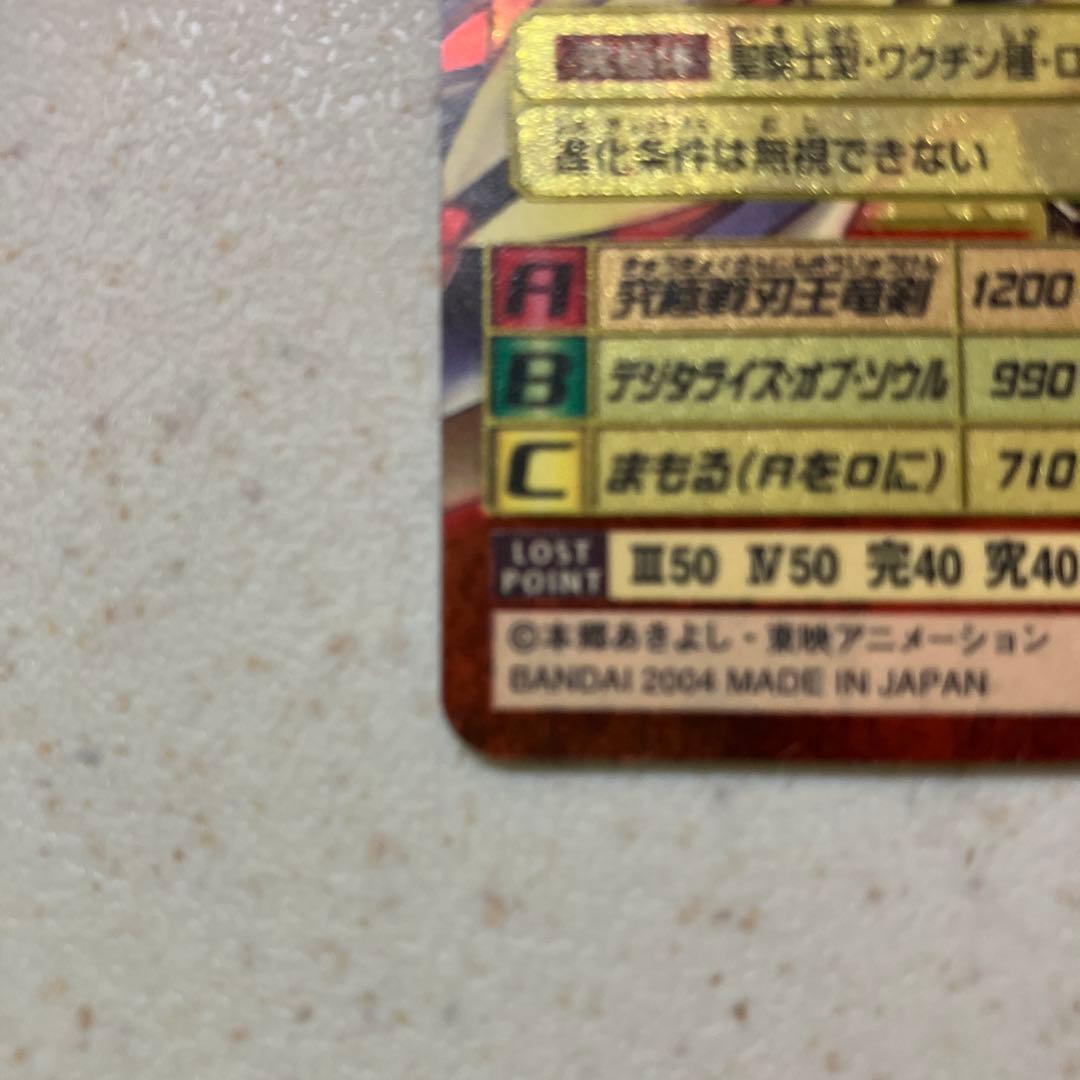 究極体 聖騎士型・ワクチン種・ロ
進化条件は無視できない
A 究極戦刃王竜剣 1200
B デジタライズ・オブ・ソウル 990
C まもる(Aを0に) 710
LOST POINT Ⅲ50 Ⅳ50 完40 究40
©本郷あきよし・東映アニメーション
BANDAI 2004 MADE IN JAPAN